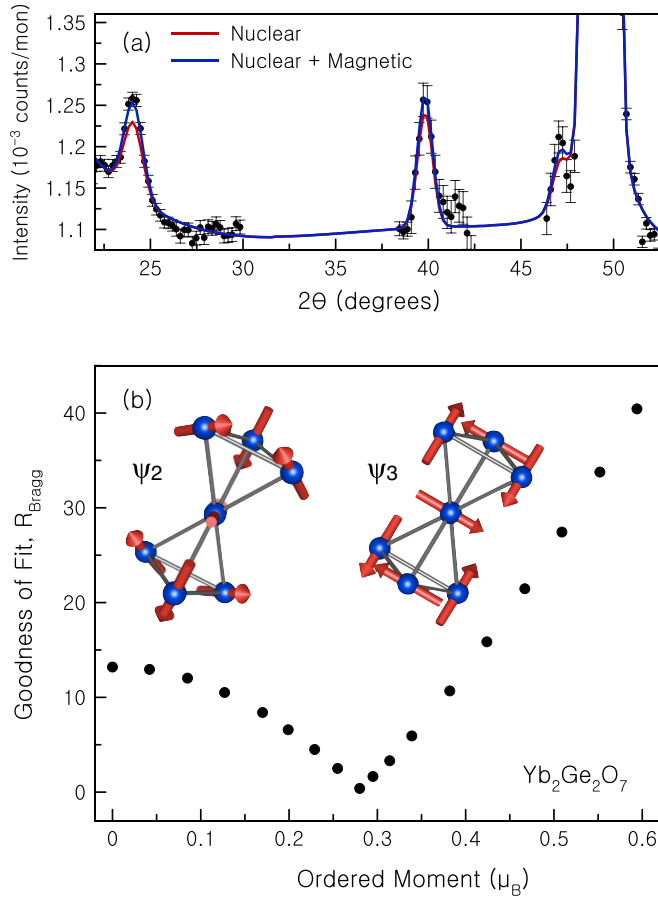 (a)
Nuclear
Nuclear + Magnetic
Intensity (10⁻³ counts/mon)
1.35
1.3
1.25
1.2
1.15
1.1
25 30 35 40 45 50
2Θ (degrees)
(b)
ψ2
ψ3
Goodness of Fit, R_Bragg
40
30
20
10
0
Yb₂Ge₂O₇
0 0.1 0.2 0.3 0.4 0.5 0.6
Ordered Moment (μ_B)